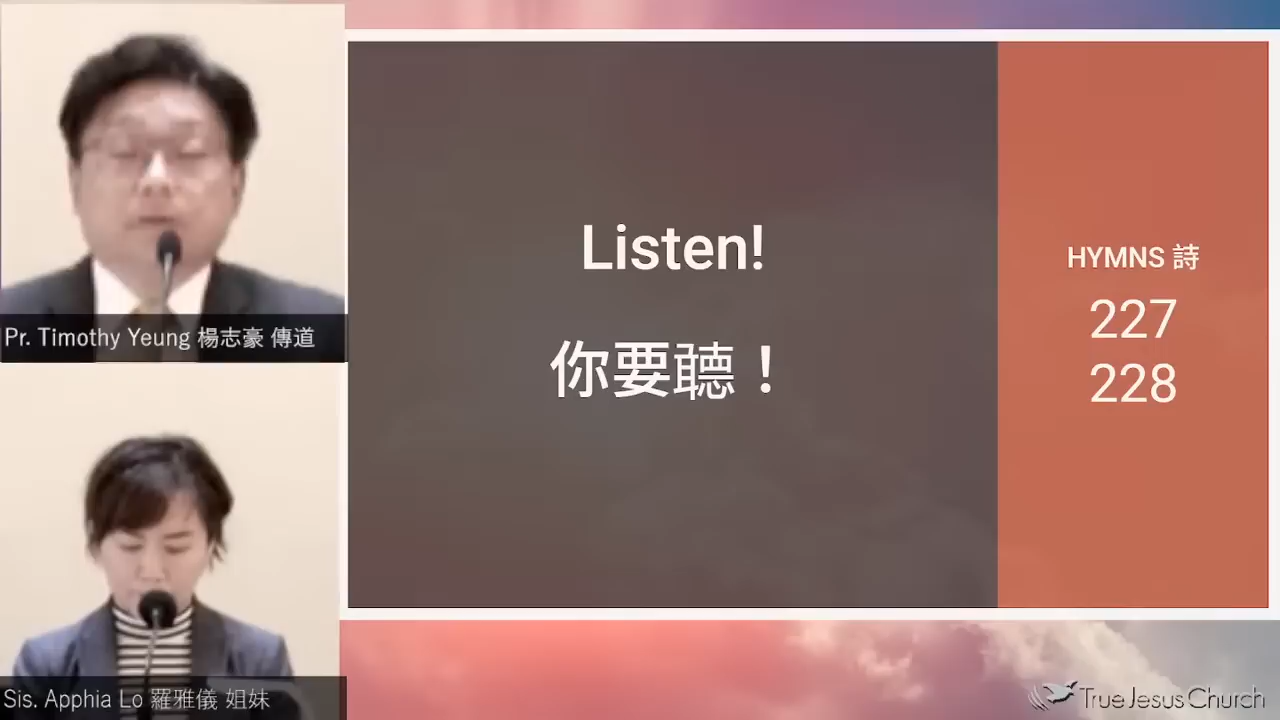 Pr. Timothy Yeung 楊志豪 傳道
Sis. Apphia Lo 羅雅儀 姐妹
Listen!
你要聽！
HYMNS 詩
227
228
True Jesus Church